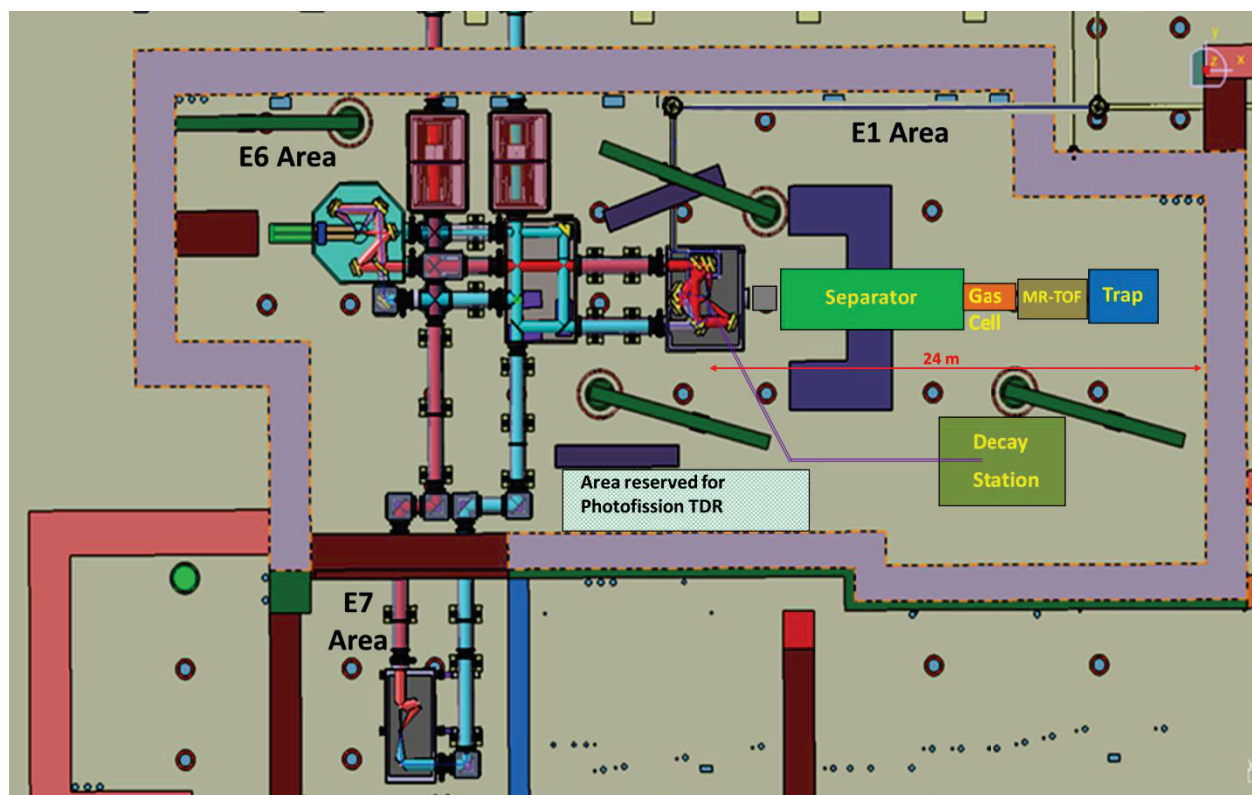 y
x
z
E1 Area
E6 Area
Separator
Gas
Cell
MR-TOF
Trap
24 m
Decay
Station
Area reserved for
Photofission TDR
E7
Area